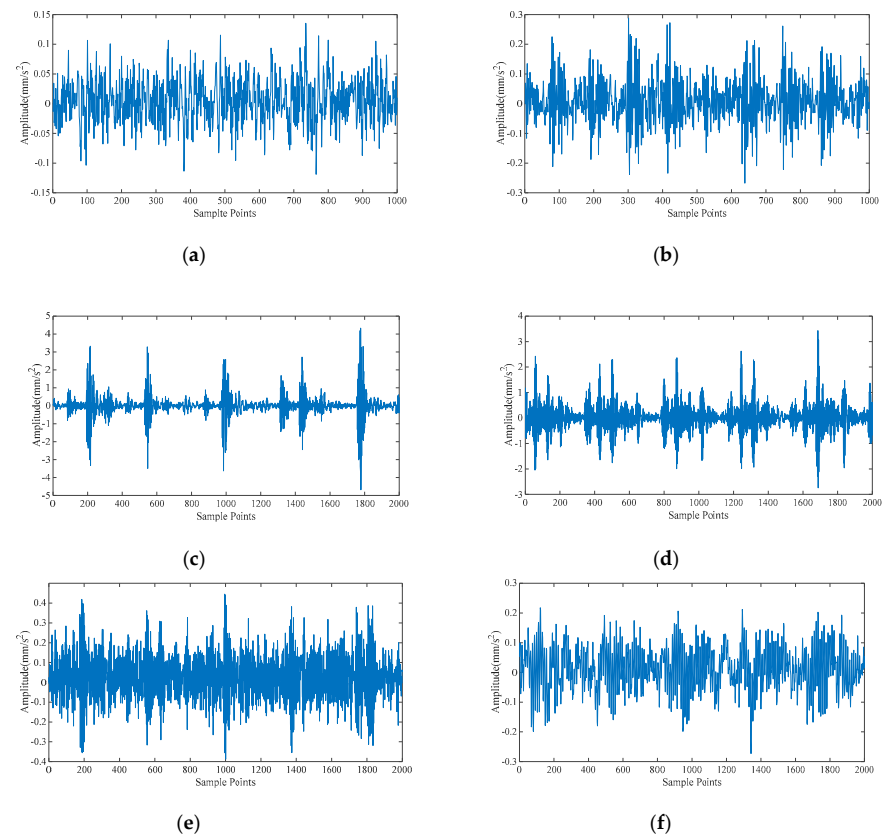 0.15
0.1
0.05
0
-0.05
-0.1
-0.15
Amplitude(mm/s²)
0 100 200 300 400 500 600 700 800 900 1000
Samplte Points
(a)
0.3
0.2
0.1
0
-0.1
-0.2
-0.3
Amplitude(mm/s²)
0 100 200 300 400 500 600 700 800 900 1000
Sample Points
(b)
5
4
3
2
1
0
-1
-2
-3
-4
-5
Amplitude(mm/s²)
0 200 400 600 800 1000 1200 1400 1600 1800 2000
Sample Points
(c)
4
3
2
1
0
-1
-2
-3
Amplitude(mm/s²)
0 200 400 600 800 1000 1200 1400 1600 1800 2000
Sample Points
(d)
0.4
0.3
0.2
0.1
0
-0.1
-0.2
-0.3
-0.4
Amplitude(mm/s²)
0 200 400 600 800 1000 1200 1400 1600 1800 2000
Sample Points
(e)
0.3
0.2
0.1
0
-0.1
-0.2
-0.3
Amplitude(mm/s²)
0 200 400 600 800 1000 1200 1400 1600 1800 2000
Sample Points
(f)